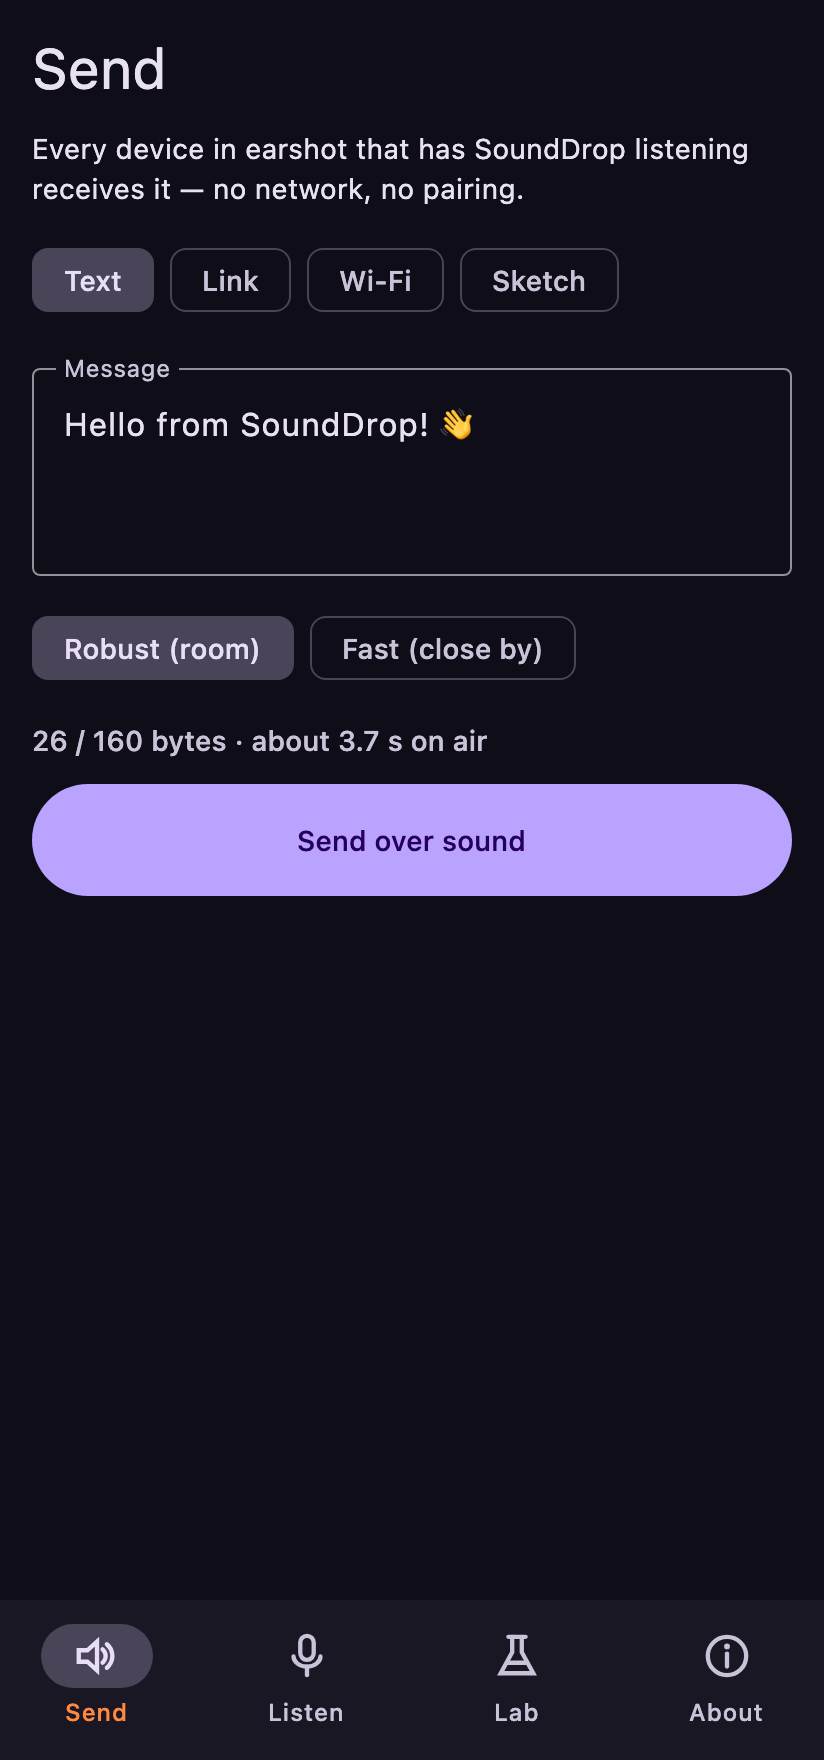 Send
Every device in earshot that has SoundDrop listening
receives it — no network, no pairing.
Text Link Wi-Fi Sketch
Message
Hello from SoundDrop! 👋
Robust (room) Fast (close by)
26 / 160 bytes · about 3.7 s on air
Send over sound
Send Listen Lab About